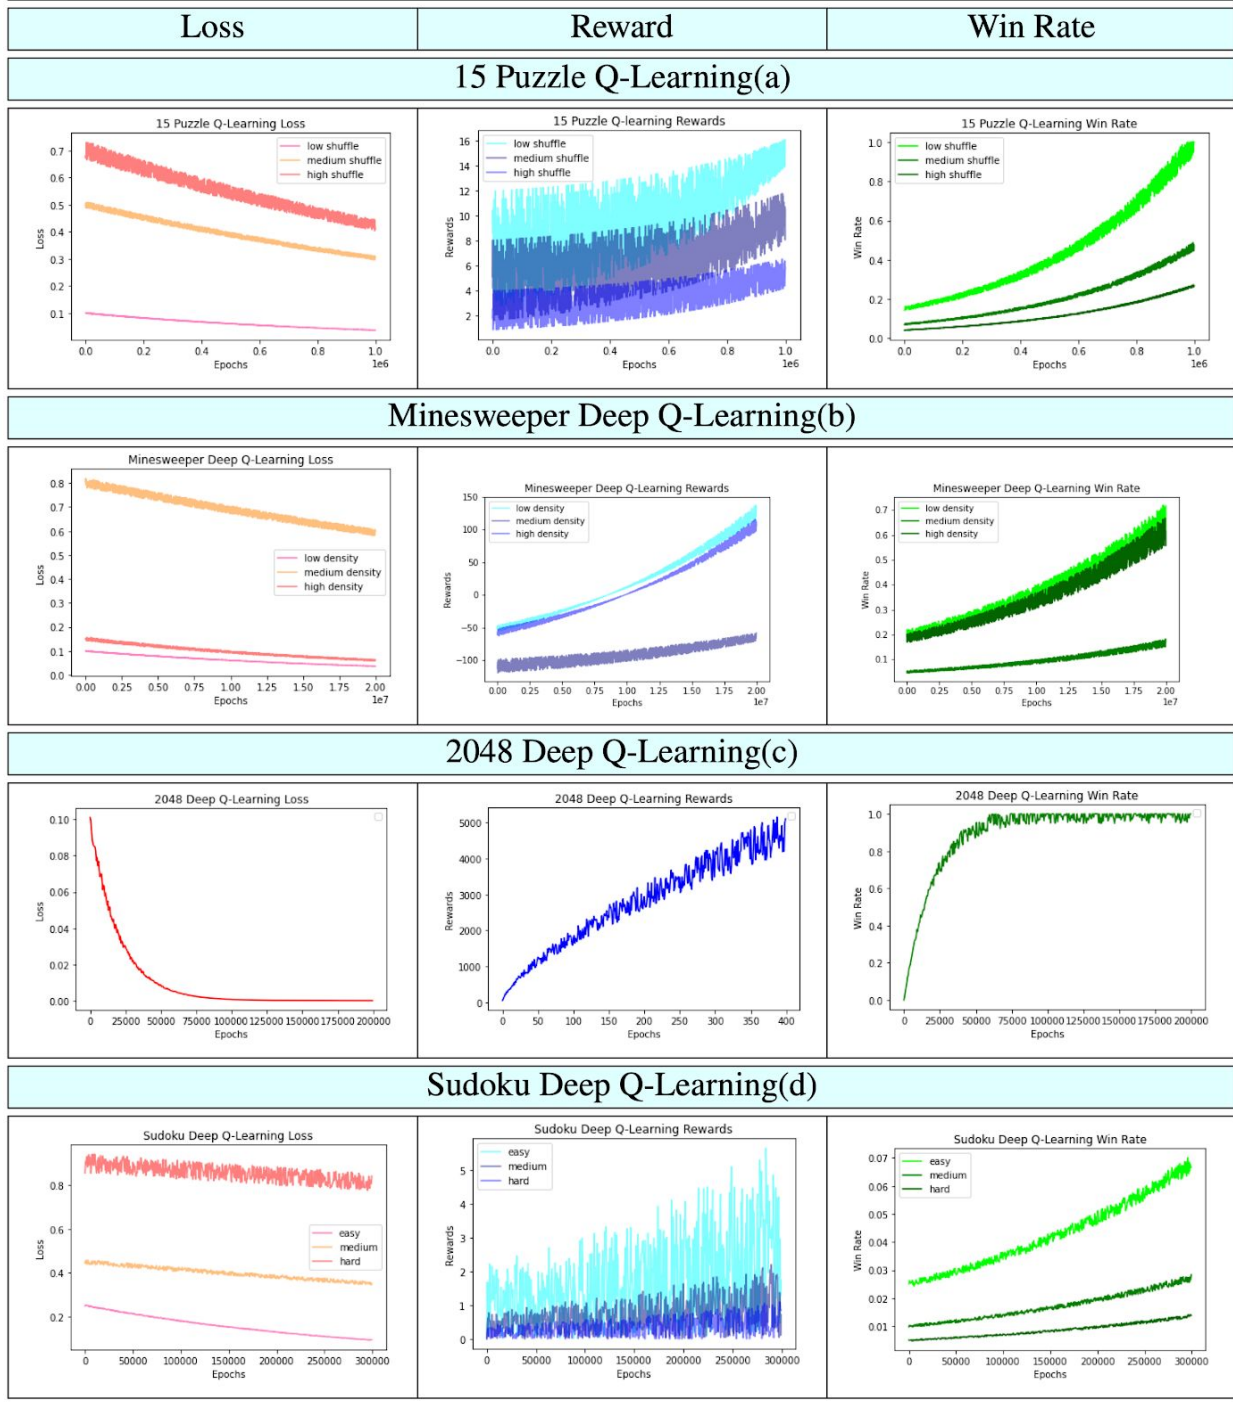 Loss Reward Win Rate
15 Puzzle Q-Learning(a)
15 Puzzle Q-Learning Loss
low shuffle
medium shuffle
high shuffle
Loss
0.7
0.6
0.5
0.4
0.3
0.2
0.1
0.0 0.2 0.4 0.6 0.8 1.0
1e6
Epochs
15 Puzzle Q-learning Rewards
low shuffle
medium shuffle
high shuffle
Rewards
16
14
12
10
8
6
4
2
0.0 0.2 0.4 0.6 0.8 1.0
1e6
Epochs
15 Puzzle Q-Learning Win Rate
low shuffle
medium shuffle
high shuffle
Win Rate
1.0
0.8
0.6
0.4
0.2
0.0
0.0 0.2 0.4 0.6 0.8 1.0
1e6
Epochs
Minesweeper Deep Q-Learning(b)
Minesweeper Deep Q-Learning Loss
low density
medium density
high density
Loss
0.8
0.7
0.6
0.5
0.4
0.3
0.2
0.1
0.0
0.00 0.25 0.5 0.75 1.0 1.25 1.5 1.75 2.0
1e7
Epochs
Minesweeper Deep Q-Learning Rewards
low density
medium density
high density
Rewards
150
100
50
0
−50
−100
0.00 0.25 0.5 0.75 1.0 1.25 1.5 1.75 2.0
1e7
Epochs
Minesweeper Deep Q-Learning Win Rate
low density
medium density
high density
Win Rate
0.7
0.6
0.5
0.4
0.3
0.2
0.1
0.00 0.25 0.5 0.75 1.0 1.25 1.5 1.75 2.0
1e7
Epochs
2048 Deep Q-Learning(c)
2048 Deep Q-Learning Loss
Loss
0.10
0.08
0.06
0.04
0.02
0.00
0 25000 50000 75000 100000 125000 150000 175000 200000
Epochs
2048 Deep Q-Learning Rewards
Rewards
5000
4000
3000
2000
1000
0
0 50 100 150 200 250 300 350 400
Epochs
2048 Deep Q-Learning Win Rate
Win Rate
1.0
0.8
0.6
0.4
0.2
0.0
0 25000 50000 75000 100000 125000 150000 175000 200000
Epochs
Sudoku Deep Q-Learning(d)
Sudoku Deep Q-Learning Loss
easy
medium
hard
Loss
0.8
0.6
0.4
0.2
0 50000 100000 150000 200000 250000 300000
Epochs
Sudoku Deep Q-Learning Rewards
easy
medium
hard
Rewards
5
4
3
2
1
0
0 50000 100000 150000 200000 250000 300000
Epochs
Sudoku Deep Q-Learning Win Rate
easy
medium
hard
Win Rate
0.07
0.06
0.05
0.04
0.03
0.02
0.01
0 50000 100000 150000 200000 250000 300000
Epochs